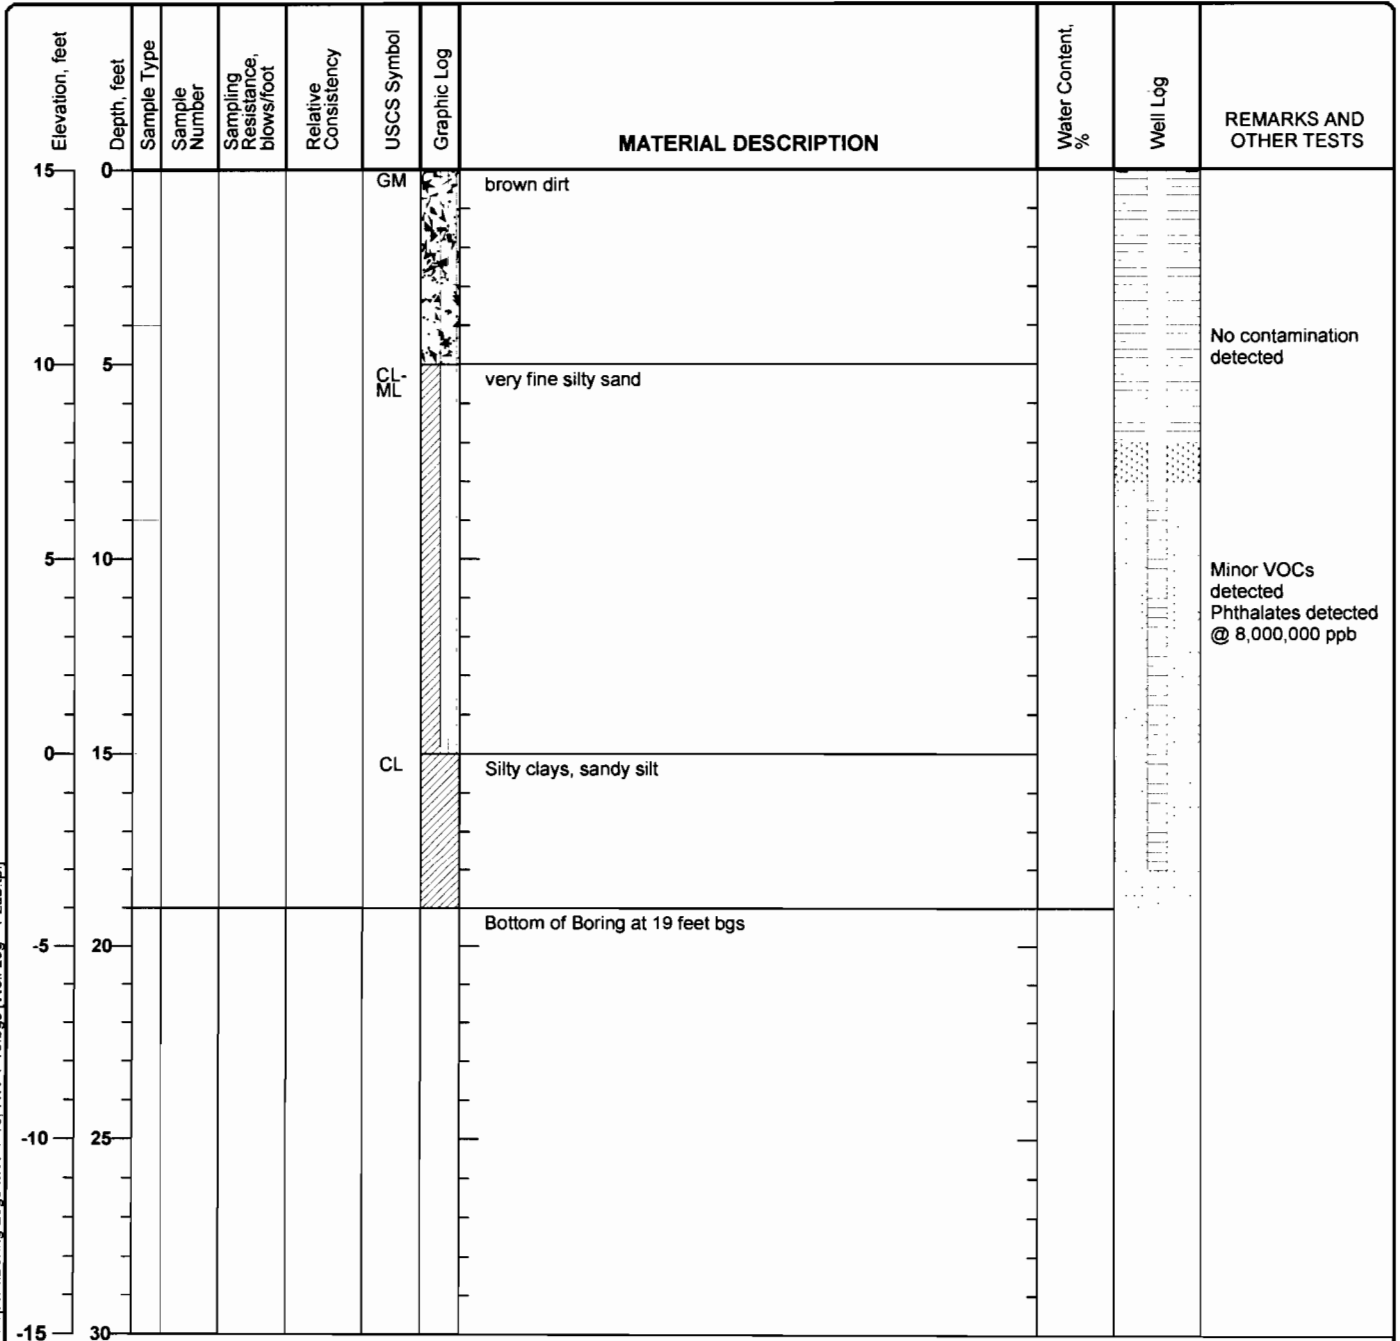 Elevation, feet
Depth, feet
Sample Type
Sample
Number
Sampling
Resistance,
blows/foot
Relative
Consistency
USCS Symbol
Graphic Log
MATERIAL DESCRIPTION
Water Content,
%
Well Log
REMARKS AND
OTHER TESTS
15 0
GM brown dirt
No contamination
detected
10 5
CL-
ML
very fine silty sand
5 10
Minor VOCs
detected
Phthalates detected
@ 8,000,000 ppb
0 15
CL Silty clays, sandy silt
Bottom of Boring at 19 feet bgs
-5 20
-10 25
-15 30